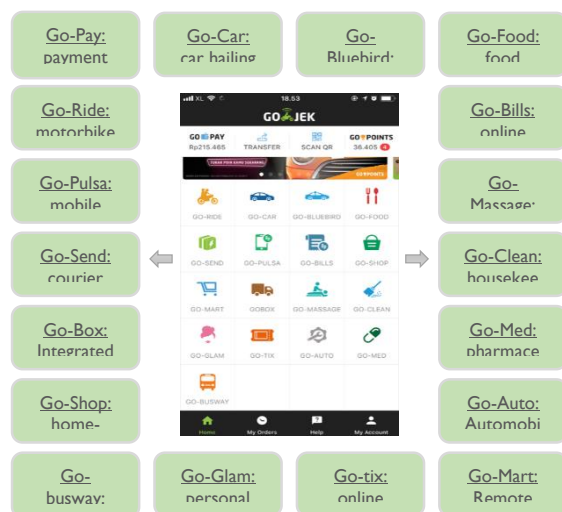 Go-Pay:
payment
Go-Car:
car hailing
Go-
Bluebird:
Go-Food:
food
Go-Ride:
motorbike
Go-Pulsa:
mobile
Go-Send:
courier
Go-Box:
Integrated
Go-Shop:
home-
XL 18.53
GOJEK
GO PAY TRANSFER SCAN QR GO POINTS
Rp215.465 36.405 4
GO-RIDE GO-CAR GO-BLUEBIRD GO-FOOD
GO-SEND GO-PULSA GO-BILLS GO-SHOP
GO-MART GOBOX GO-MASSAGE GO-CLEAN
GO-GLAM GO-TIX GO-AUTO GO-MED
GO-BUSWAY
Home My Orders Help My Account
Go-Bills:
online
Go-
Massage:
Go-Clean:
housekee
Go-Med:
pharmace
Go-Auto:
Automobi
Go-
busway:
Go-Glam:
personal
Go-tix:
online
Go-Mart:
Remote